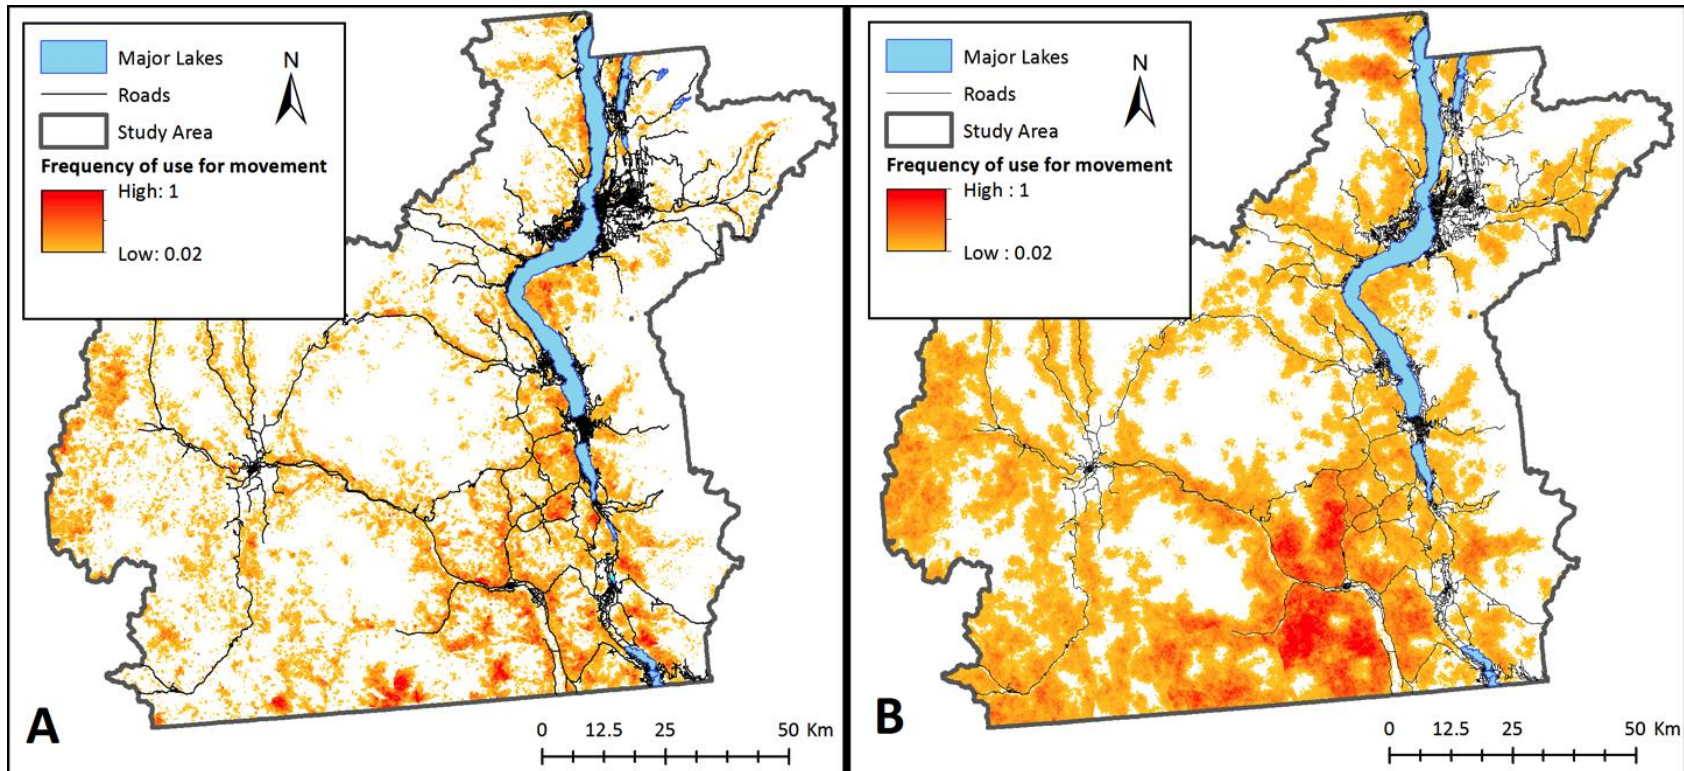 Major Lakes
N
Roads
Study Area
Frequency of use for movement
High: 1
Low: 0.02
A
0 12.5 25 50 Km
Major Lakes
N
Roads
Study Area
Frequency of use for movement
High : 1
Low : 0.02
B
0 12.5 25 50 Km